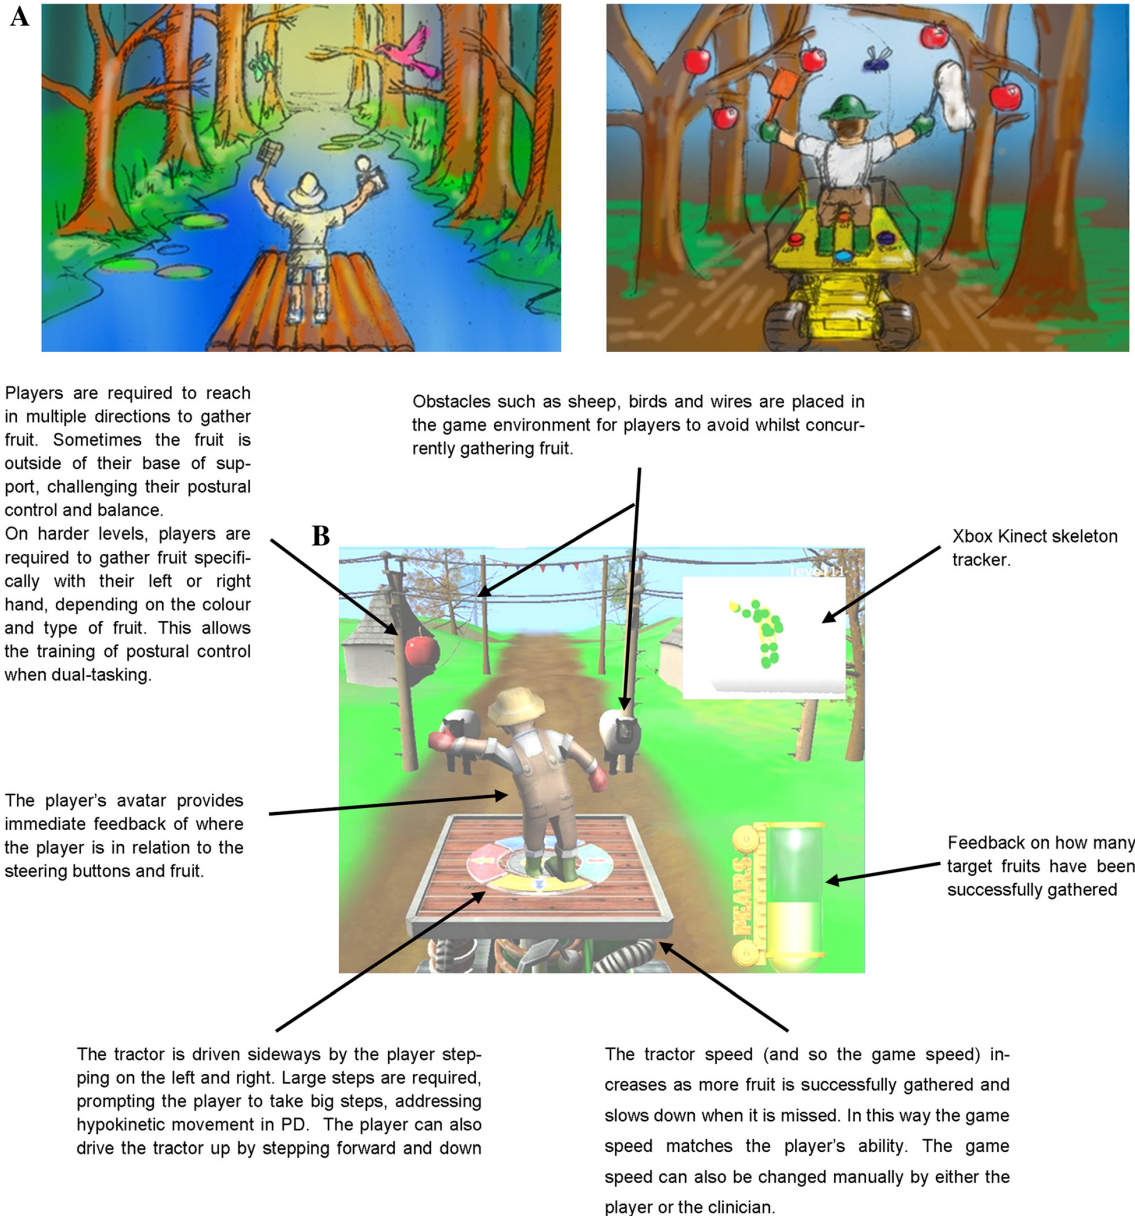 A
LEFT
UP
RIGHT
DOWN
Players are required to reach
in multiple directions to gather
fruit. Sometimes the fruit is
outside of their base of sup-
port, challenging their postural
control and balance.
On harder levels, players are
required to gather fruit specifi-
cally with their left or right
hand, depending on the colour
and type of fruit. This allows
the training of postural control
when dual-tasking.
Obstacles such as sheep, birds and wires are placed in
the game environment for players to avoid whilst concur-
rently gathering fruit.
B
Xbox Kinect skeleton
tracker.
level11
The player's avatar provides
immediate feedback of where
the player is in relation to the
steering buttons and fruit.
PEARS
Feedback on how many
target fruits have been
successfully gathered
The tractor is driven sideways by the player step-
ping on the left and right. Large steps are required,
prompting the player to take big steps, addressing
hypokinetic movement in PD. The player can also
drive the tractor up by stepping forward and down
The tractor speed (and so the game speed) in-
creases as more fruit is successfully gathered and
slows down when it is missed. In this way the game
speed matches the player's ability. The game
speed can also be changed manually by either the
player or the clinician.